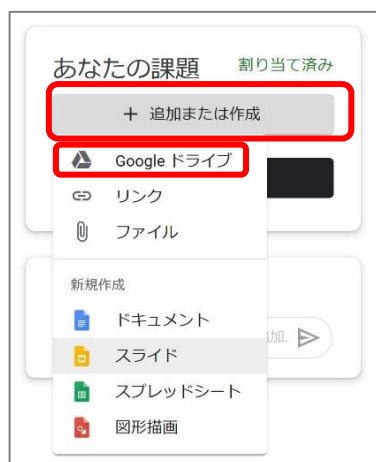 あなたの課題 割り当て済み
+ 追加または作成
Google ドライブ
リンク
ファイル
新規作成
ドキュメント
スライド
追加.
スプレッドシート
図形描画